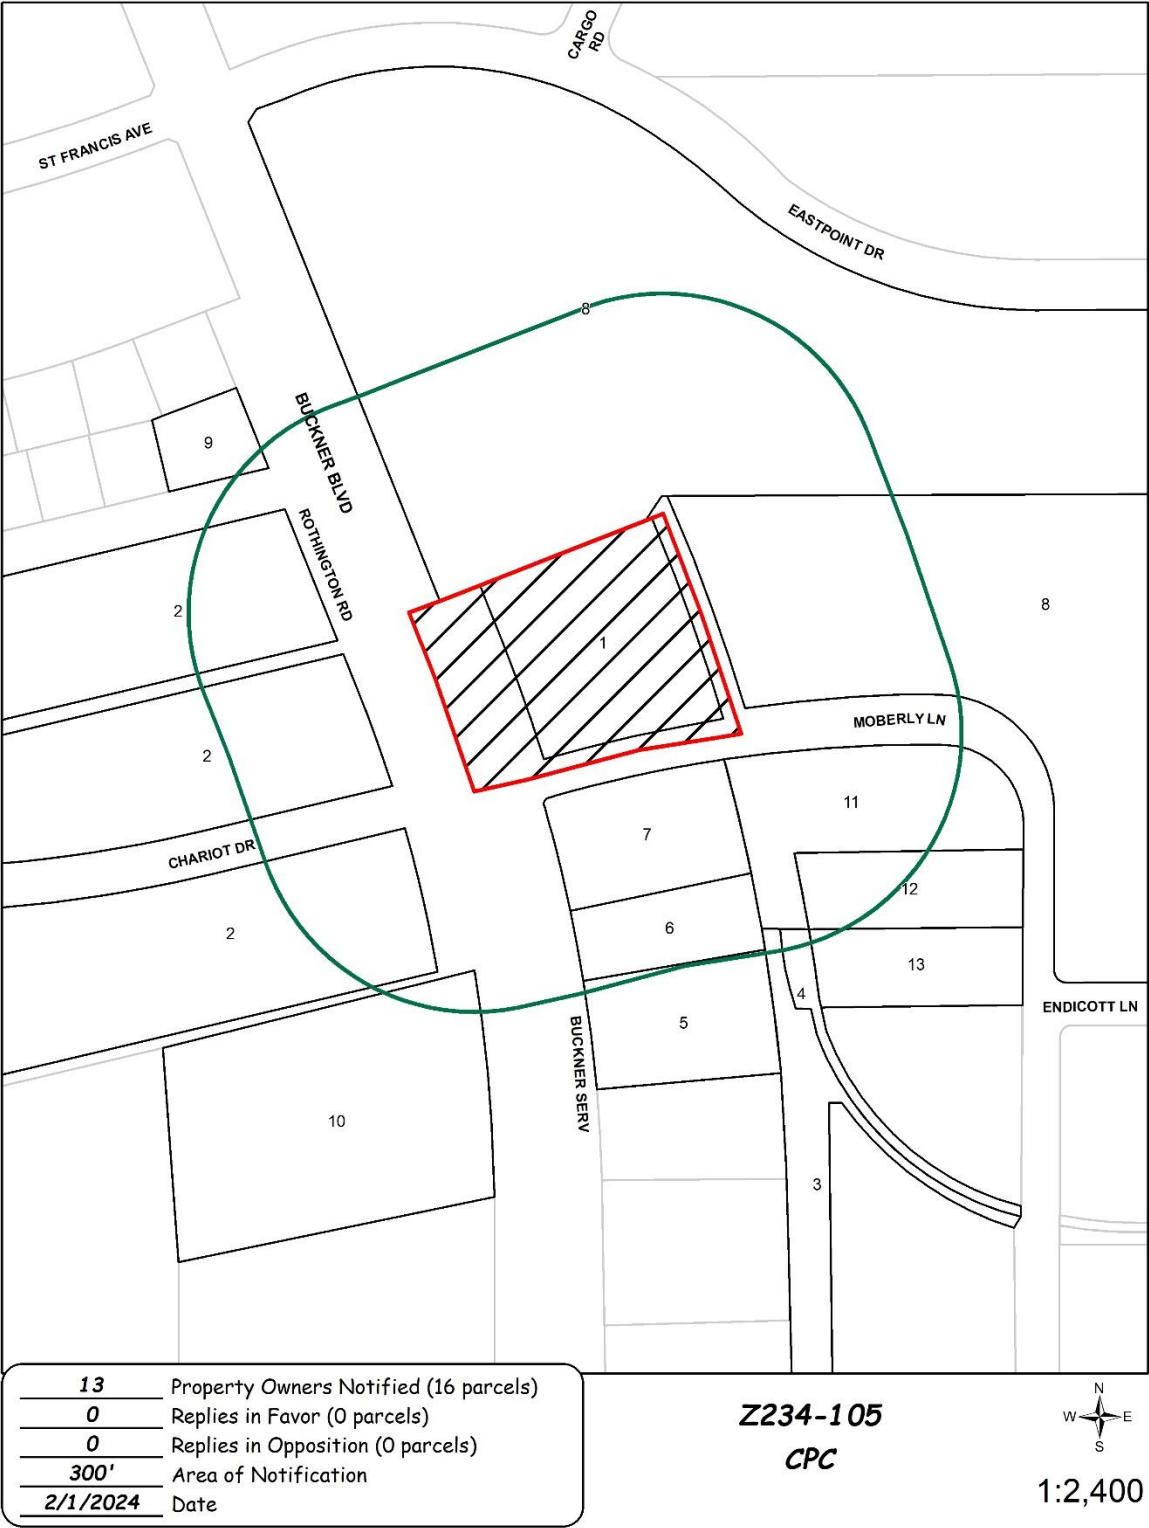 CARGO
RD
ST FRANCIS AVE
EASTPOINT DR
8
BUCKNER BLVD
9
ROTHINGTON RD
2
1
8
MOBERLY LN
2
11
7
CHARIOT DR
12
6
2
13
4
ENDICOTT LN
5
BUCKNER SERV
10
3
13 Property Owners Notified (16 parcels)
0 Replies in Favor (0 parcels)
0 Replies in Opposition (0 parcels)
300' Area of Notification
2/1/2024 Date
Z234-105
CPC
N
W E
S
1:2,400